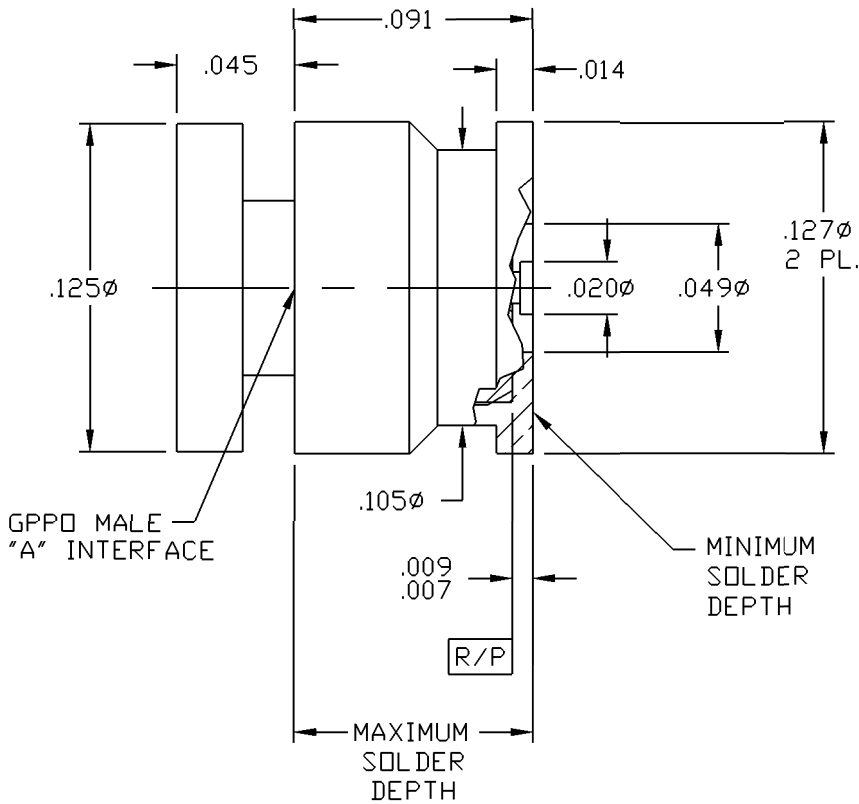 .091
.045
.014
.127ø
2 PL.
.125ø
.020ø
.049ø
.105ø
GPPO MALE
"A" INTERFACE
.009
.007
MINIMUM
SOLDER
DEPTH
R/P
MAXIMUM
SOLDER
DEPTH